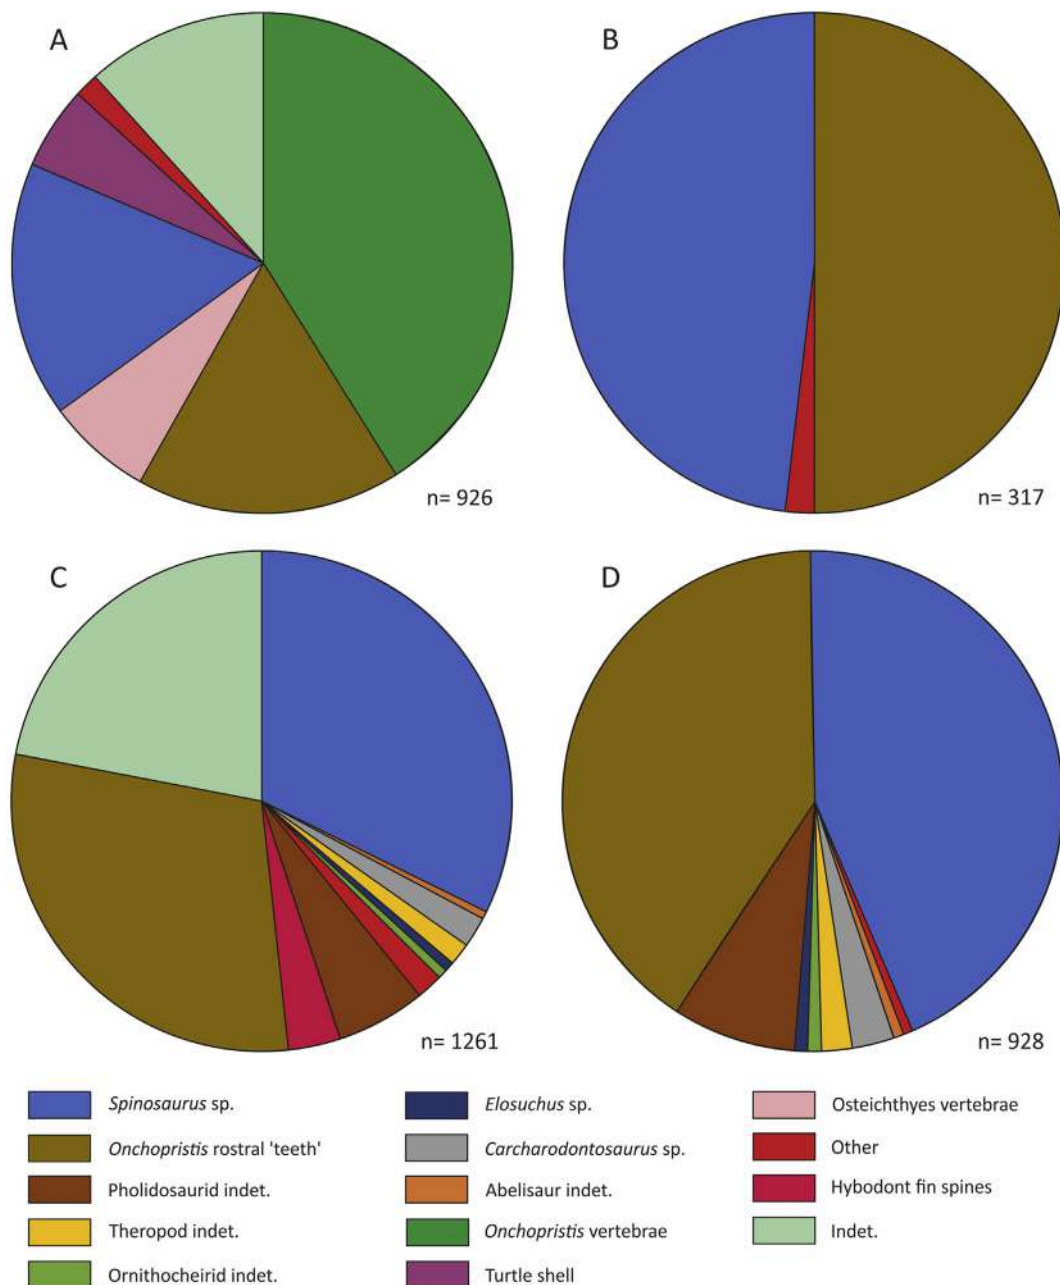 A
B
n= 926
n= 317
C
D
n= 1261
n= 928
Spinosaurus sp.
Onchopristis rostral 'teeth'
Pholidosaurid indet.
Theropod indet.
Ornithocheirid indet.
Elosuchus sp.
Carcharodontosaurus sp.
Abelisaur indet.
Onchopristis vertebrae
Turtle shell
Osteichthyes vertebrae
Other
Hybodont fin spines
Indet.